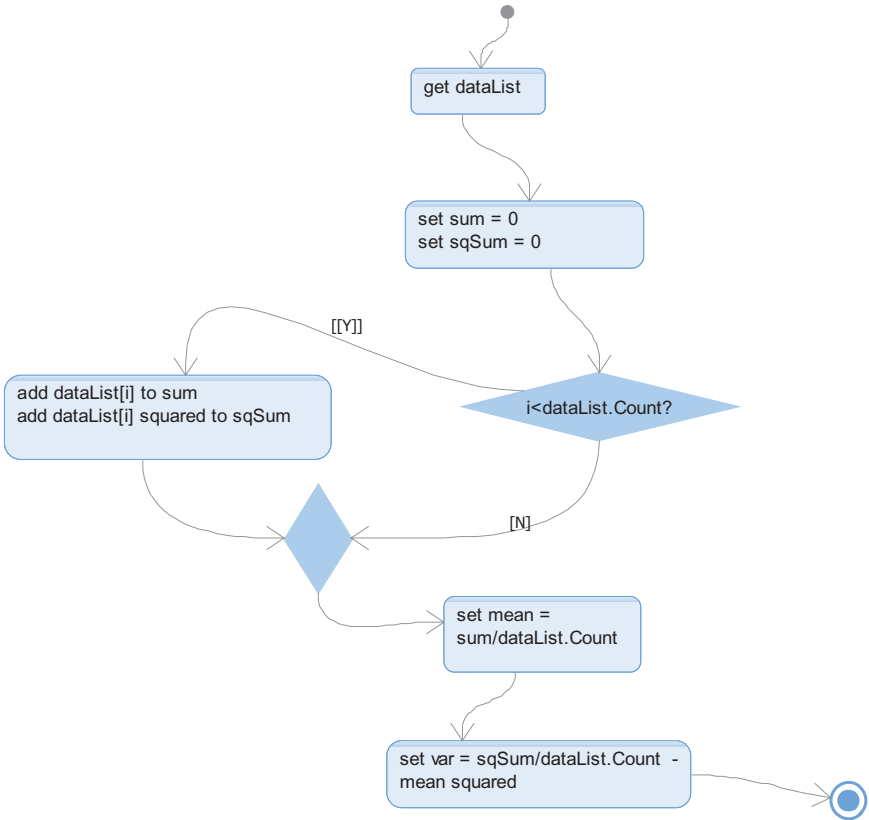 get dataList
set sum = 0
set sqSum = 0
[[Y]]
i<dataList.Count?
add dataList[i] to sum
add dataList[i] squared to sqSum
[N]
set mean =
sum/dataList.Count
set var = sqSum/dataList.Count  -
mean squared